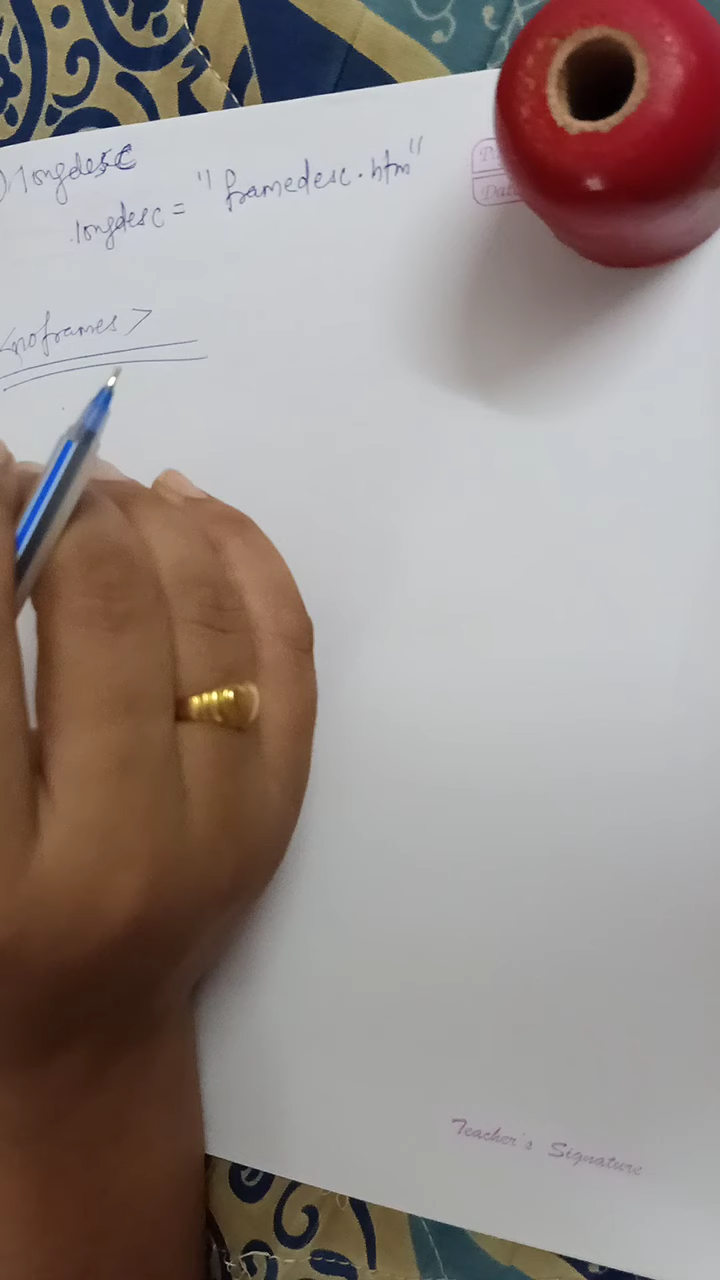 ) longdesc
longdesc = "framedesc.htm"
<noframes>
Teacher's Signature